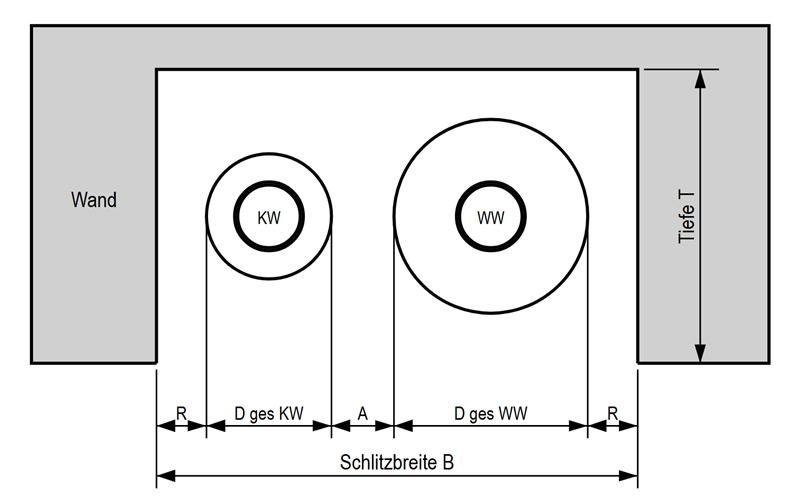 Wand
KW
WW
Tiefe T
R
D ges KW
A
D ges WW
R
Schlitzbreite B